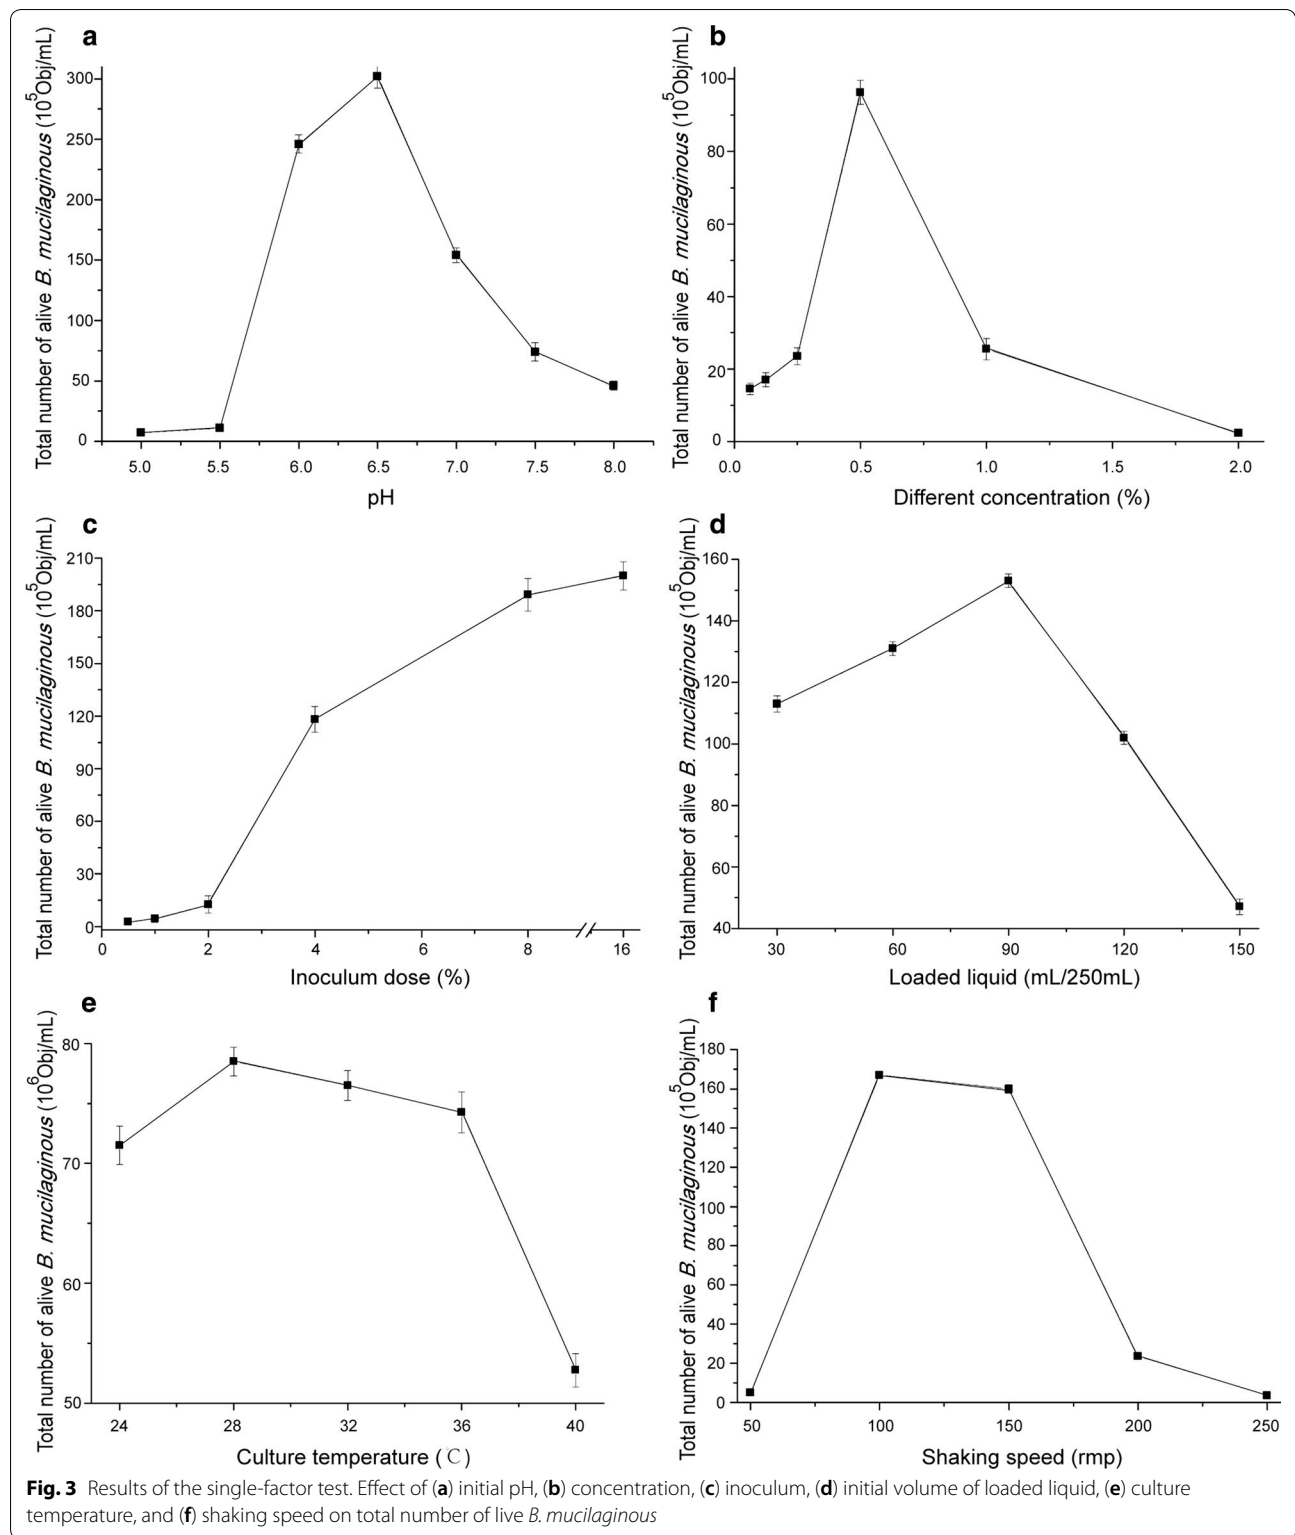 a
Total number of alive B. mucilaginous (10⁵Obj/mL)
300
250
200
150
100
50
0
5.0 5.5 6.0 6.5 7.0 7.5 8.0
pH
b
Total number of alive B. mucilaginous (10⁵Obj/mL)
100
80
60
40
20
0
0.0 0.5 1.0 1.5 2.0
Different concentration (%)
c
Total number of alive B. mucilaginous (10⁵Obj/mL)
210
180
150
120
90
60
30
0
0 2 4 6 8 16
Inoculum dose (%)
d
Total number of alive B. mucilaginous (10⁵Obj/mL)
160
140
120
100
80
60
40
30 60 90 120 150
Loaded liquid (mL/250mL)
e
Total number of alive B. mucilaginous (10⁶Obj/mL)
80
70
60
50
24 28 32 36 40
Culture temperature (C)
f
Total number of alive B. mucilaginous (10⁵Obj/mL)
180
160
140
120
100
80
60
40
20
0
50 100 150 200 250
Shaking speed (rmp)
Fig. 3 Results of the single-factor test. Effect of (a) initial pH, (b) concentration, (c) inoculum, (d) initial volume of loaded liquid, (e) culture
temperature, and (f) shaking speed on total number of live B. mucilaginous